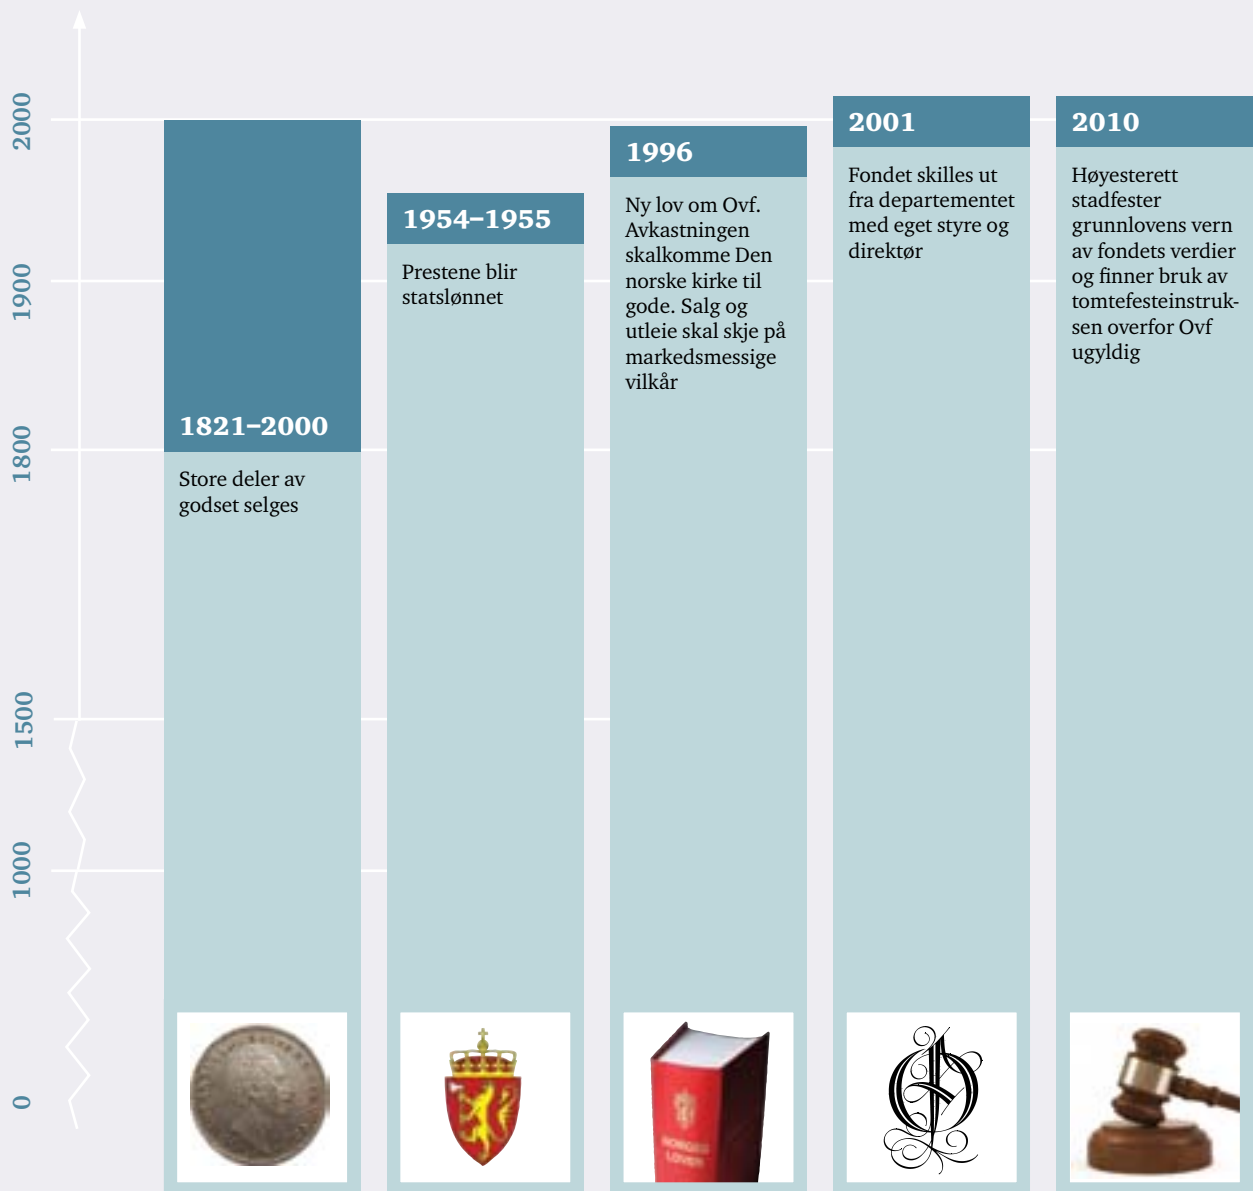 2000
1900
1800
1500
1000
0
1821–2000
Store deler av
godset selges
1954–1955
Prestene blir
statslønnet
1996
Ny lov om Ovf.
Avkastningen
skalkomme Den
norske kirke til
gode. Salg og
utleie skal skje på
markedsmessige
vilkår
NORGES
LOVER
2001
Fondet skilles ut
fra departementet
med eget styre og
direktør
2010
Høyesterett
stadfester
grunnlovens vern
av fondets verdier
og finner bruk av
tomtefesteinstruk-
sen overfor Ovf
ugyldig